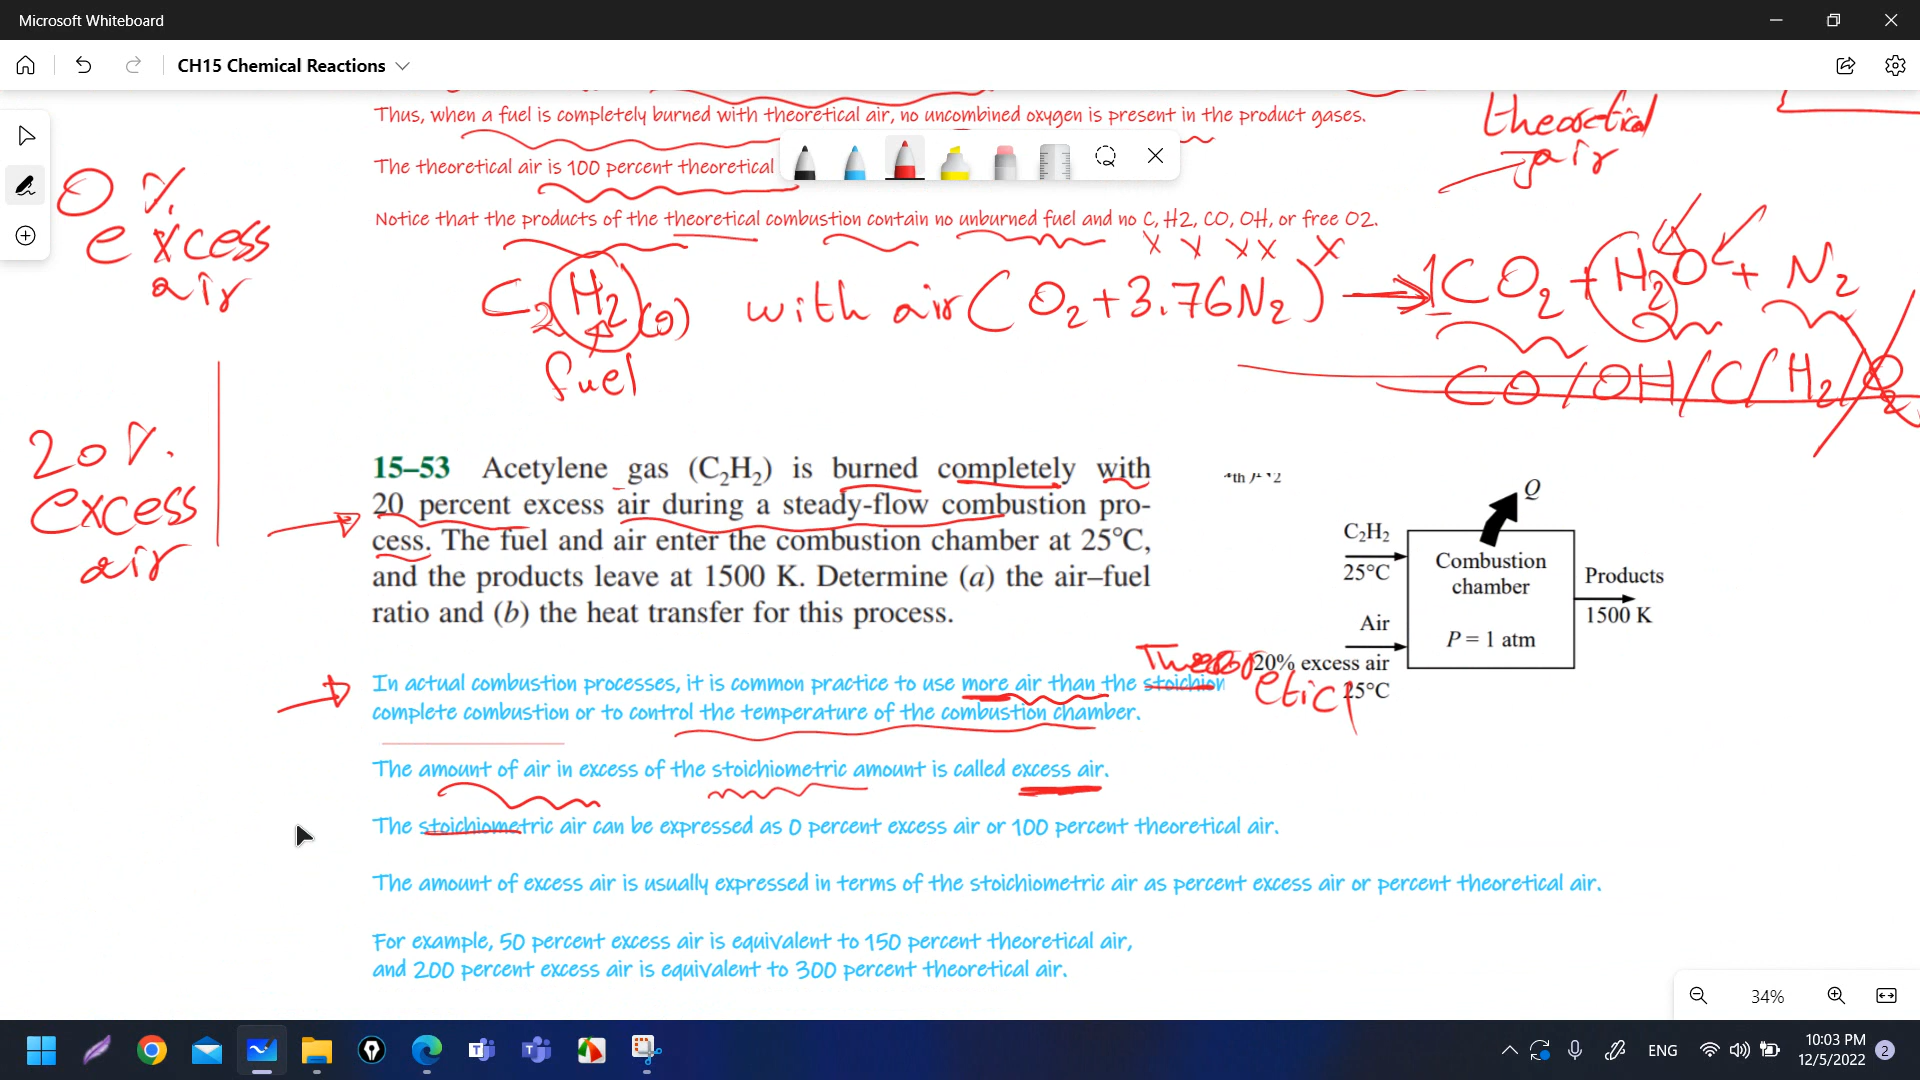 Microsoft Whiteboard
CH15 Chemical Reactions
Thus, when a fuel is completely burned with theoretical air, no uncombined oxygen is present in the product gases.
theoretical
air
The theoretical air is 100 percent theoretical
Notice that the products of the theoretical combustion contain no unburned fuel and no C, H2, CO, OH, or free O2.
0 %
excess
air
X X X X X
C2H2(g) with air (O2 + 3.76N2) → 1CO2 + H2O + N2
fuel
CO/OH/C/H2/O2
20 %.
excess
air
15–53 Acetylene gas (C₂H₂) is burned completely with
20 percent excess air during a steady-flow combustion pro-
cess. The fuel and air enter the combustion chamber at 25°C,
and the products leave at 1500 K. Determine (a) the air–fuel
ratio and (b) the heat transfer for this process.
Q
C₂H₂
25°C
Combustion
chamber
P = 1 atm
Products
1500 K
Air
20% excess air
25°C
Theor
etical
In actual combustion processes, it is common practice to use more air than the stoichion
complete combustion or to control the temperature of the combustion chamber.
The amount of air in excess of the stoichiometric amount is called excess air.
The stoichiometric air can be expressed as 0 percent excess air or 100 percent theoretical air.
The amount of excess air is usually expressed in terms of the stoichiometric air as percent excess air or percent theoretical air.
For example, 50 percent excess air is equivalent to 150 percent theoretical air,
and 200 percent excess air is equivalent to 300 percent theoretical air.
34%
ENG
10:03 PM
12/5/2022
2